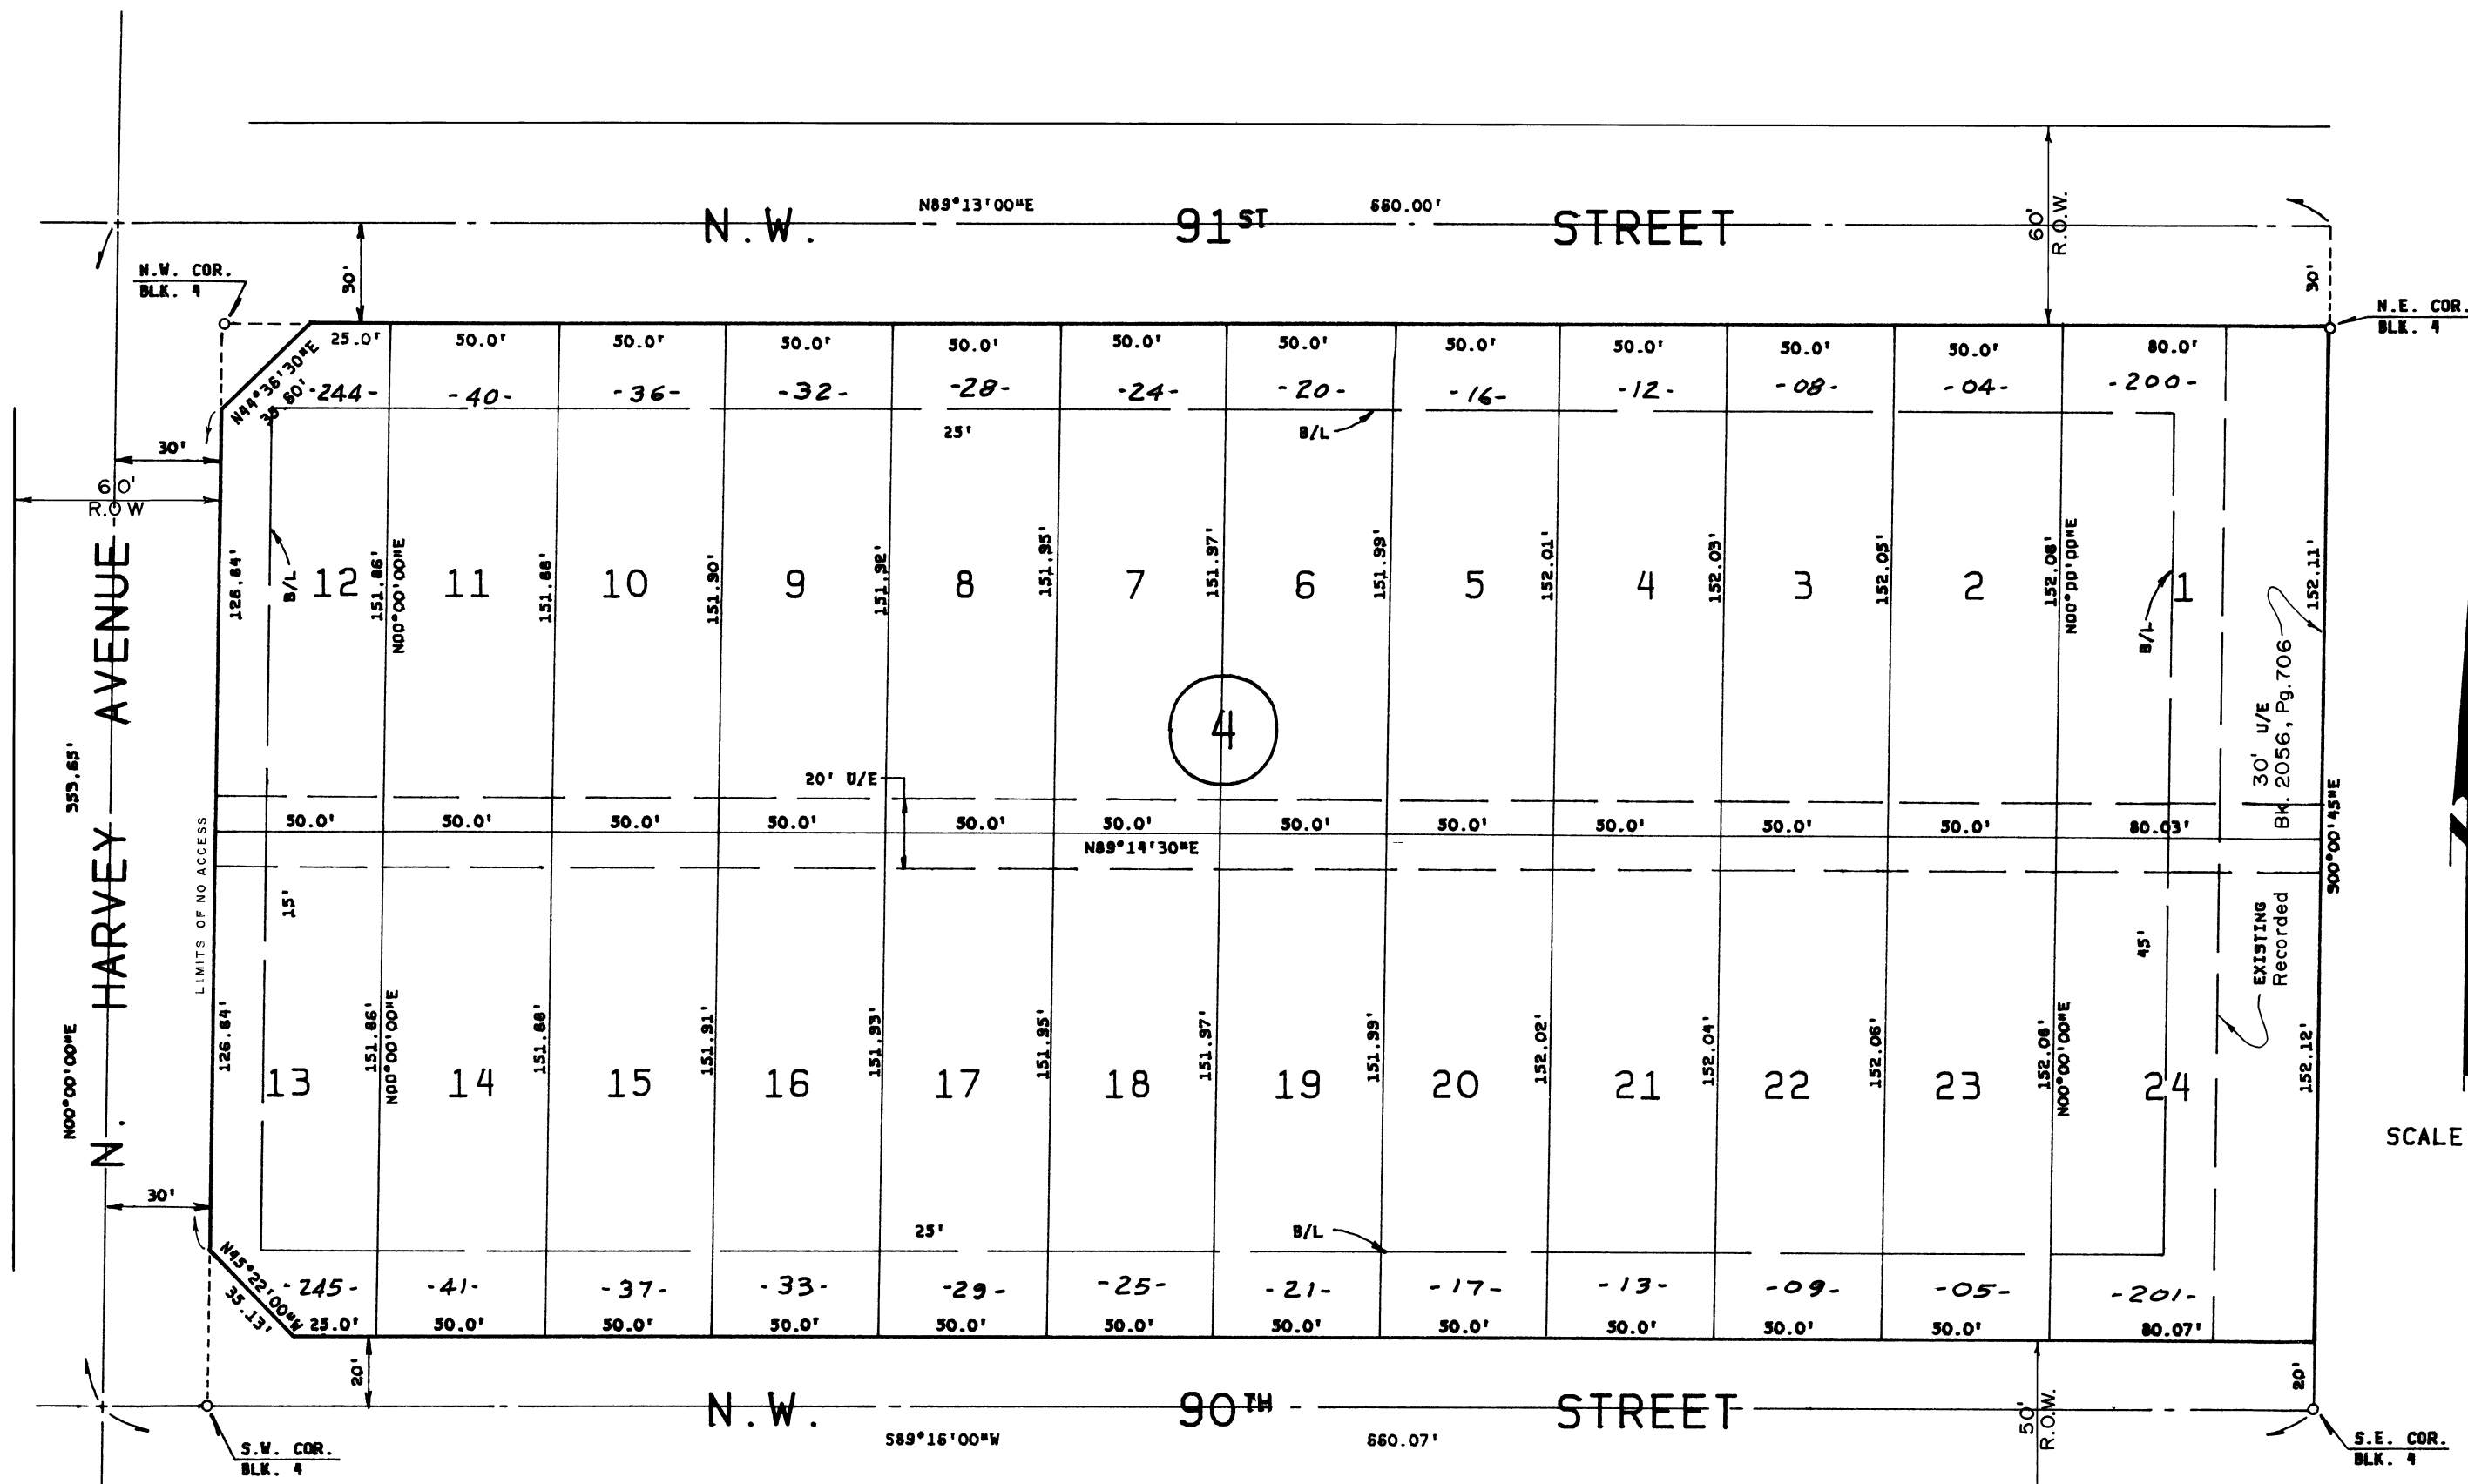 N89°13'00"E 660.00'
N.W. 91ST STREET
60'
R.O.W.
N.W. COR.
BLK. 4
30'
30'
N.E. COR.
BLK. 4
25.0' 50.0' 50.0' 50.0' 50.0' 50.0' 50.0' 50.0' 50.0' 50.0' 50.0' 80.0'
N44°36'30"E
-244- -40- -36- -32- -28- -24- -20- -16- -12- -08- -04- -200-
25' B/L
30'
60'
R.O.W
126.84' 151.86' 151.88' 151.90' 151.92' 151.95' 151.97' 151.99' 152.01' 152.03' 152.05' 152.08' 152.11'
N00°00'00"E N00°00'00"E
B/L 12 11 10 9 8 7 6 5 4 3 2 1
B/L
N. HARVEY AVENUE
30' U/E
Bk. 2056, Pg. 706
4
20' U/E
LIMITS OF NO ACCESS
50.0' 50.0' 50.0' 50.0' 50.0' 50.0' 50.0' 50.0' 50.0' 50.0' 50.0' 80.03'
N89°14'30"E
S00°00'45"E
15'
45'
EXISTING
Recorded
N00°00'00"E
126.84' 151.86' 151.88' 151.91' 151.93' 151.95' 151.97' 151.99' 152.02' 152.04' 152.06' 152.08' 152.12'
N00°00'00"E N00°00'00"E
13 14 15 16 17 18 19 20 21 22 23 24
SCALE
30'
25' B/L
N45°22'00"W
35.13'
-245- -41- -37- -33- -29- -25- -21- -17- -13- -09- -05- -201-
25.0' 50.0' 50.0' 50.0' 50.0' 50.0' 50.0' 50.0' 50.0' 50.0' 50.0' 80.07'
20'
20'
N.W. 90TH STREET
50'
R.O.W.
S89°16'00"W 660.07'
S.W. COR.
BLK. 4
S.E. COR.
BLK. 4